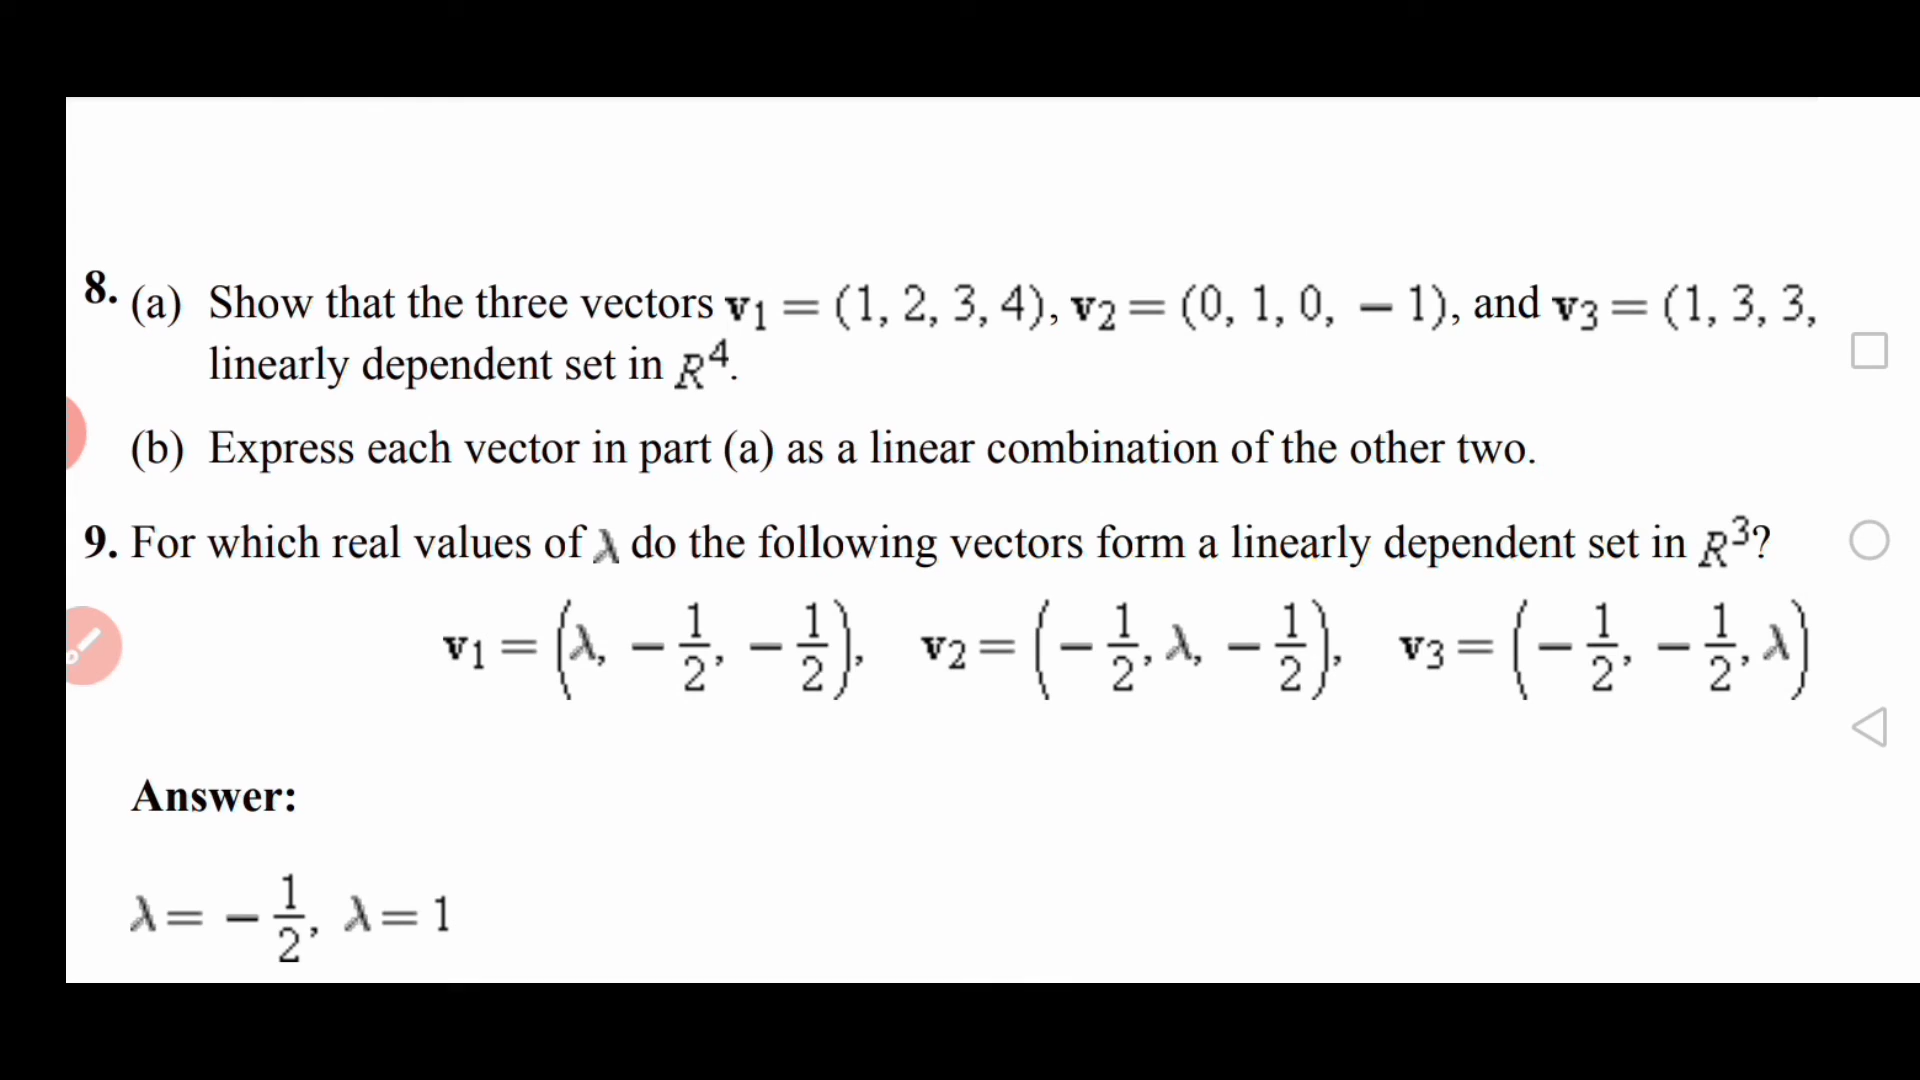 8. (a) Show that the three vectors v₁ = (1, 2, 3, 4), v₂ = (0, 1, 0, − 1), and v₃ = (1, 3, 3,
linearly dependent set in R⁴.
(b) Express each vector in part (a) as a linear combination of the other two.
9. For which real values of λ do the following vectors form a linearly dependent set in R³?
v₁ = (λ, − 1/2, − 1/2), v₂ = (− 1/2, λ, − 1/2), v₃ = (− 1/2, − 1/2, λ)
Answer:
λ = − 1/2, λ = 1